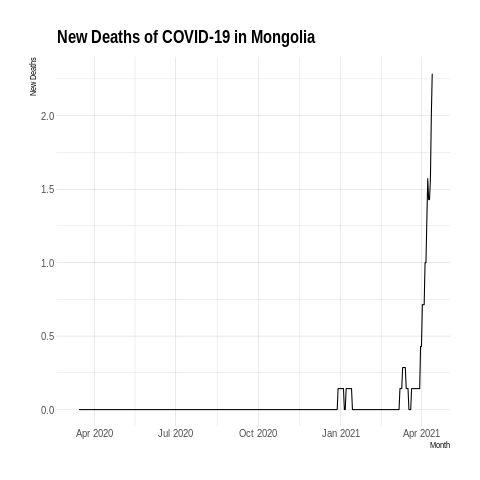 New Deaths of COVID-19 in Mongolia
New Deaths
2.0
1.5
1.0
0.5
0.0
Apr 2020 Jul 2020 Oct 2020 Jan 2021 Apr 2021
Month